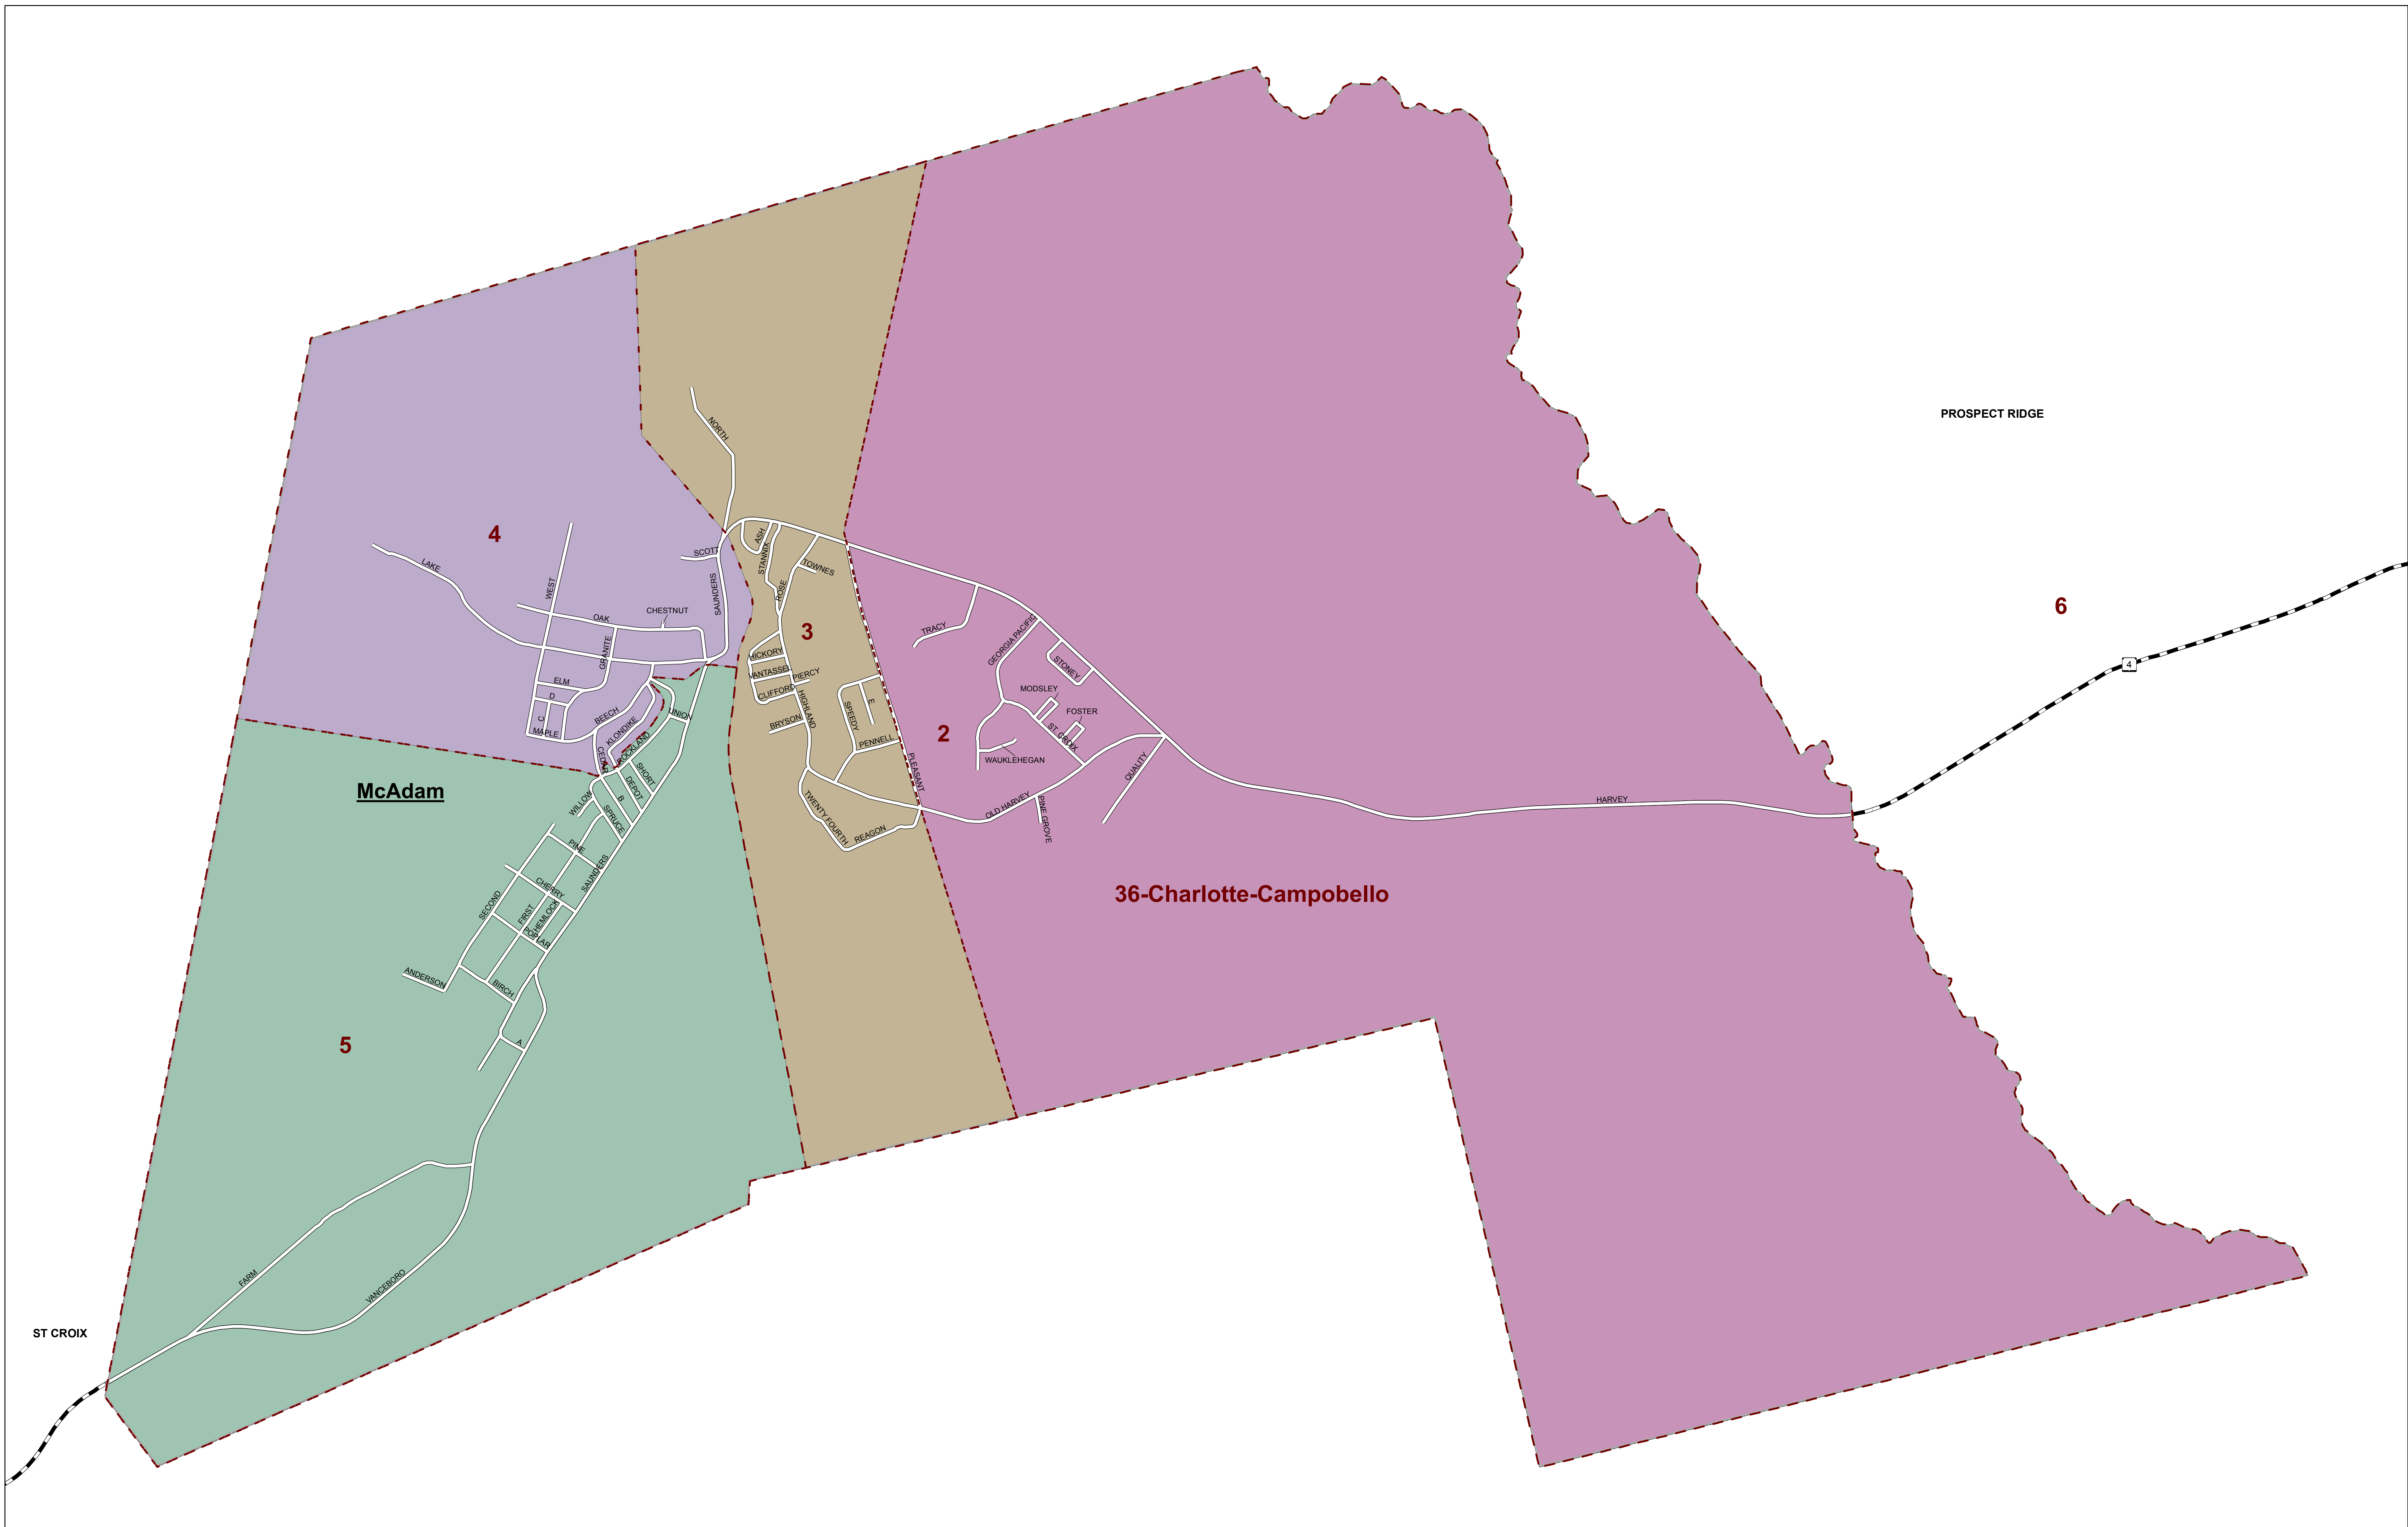 PROSPECT RIDGE
NORTH
4
ASH
STANNIX
SCOTT
TOWNES
LAKE
WEST
SAUNDERS
ROSE
6
CHESTNUT
OAK
3
TRACY
GEORGIA PACIFIC
GRANITE
HICKORY
STONEY
4
VANTASSEL
PIERCY
ELM
CLIFFORD
MODSLEY
D
HIGHLAND
E
C
BEECH
UNION
SPEEDY
FOSTER
BRYSON
KLONDIKE
MAPLE
2
ST CROIX
PENNELL
ROCKLAND
CEDAR
WAUKLEHEGAN
QUALITY
PLEASANT
SHORT
DEPOT
McAdam
B
WILLOW
HARVEY
OLD HARVEY
PINE GROVE
SPRUCE
TWENTY FOURTH
REAGON
PINE
SAUNDERS
CHERRY
36-Charlotte-Campobello
SECOND
FIRST
HEMLOCK
POPLAR
ANDERSON
BIRCH
5
A
FARM
VANCEBORO
ST CROIX